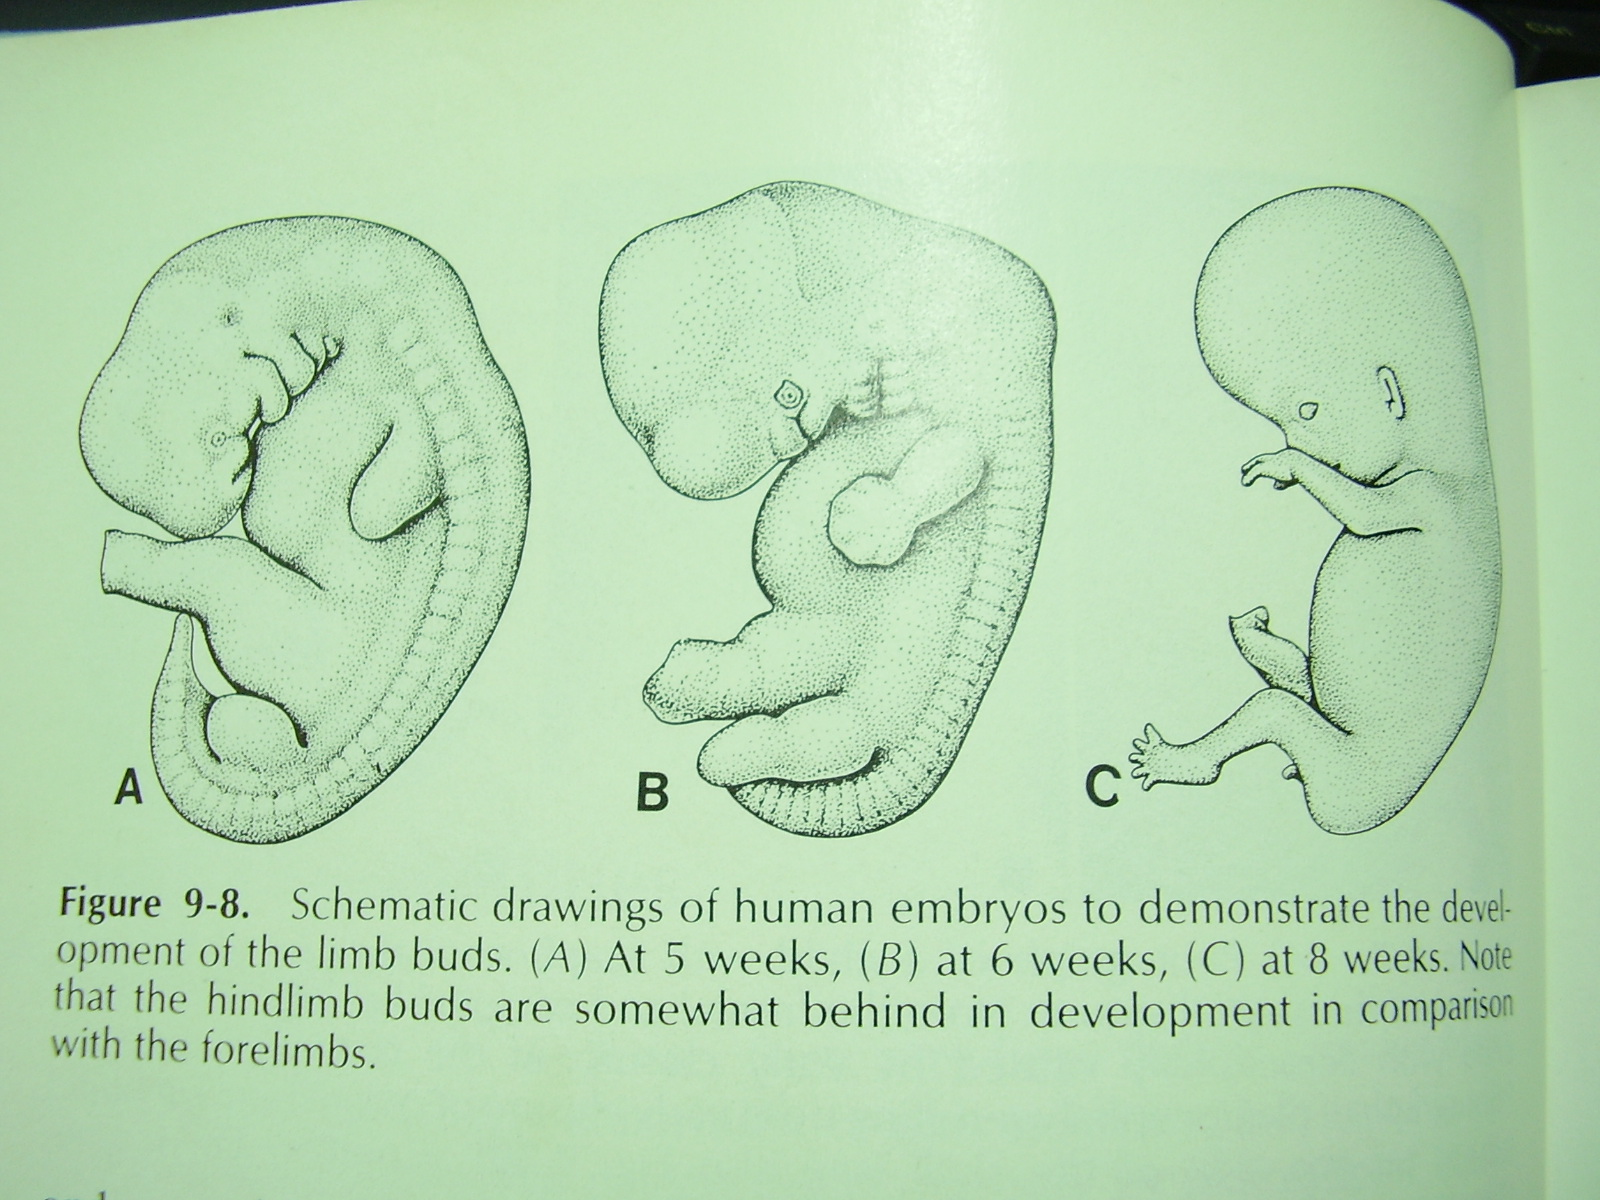 A
B
C
Figure 9-8. Schematic drawings of human embryos to demonstrate the devel-
opment of the limb buds. (A) At 5 weeks, (B) at 6 weeks, (C) at 8 weeks. Note
that the hindlimb buds are somewhat behind in development in comparison
with the forelimbs.